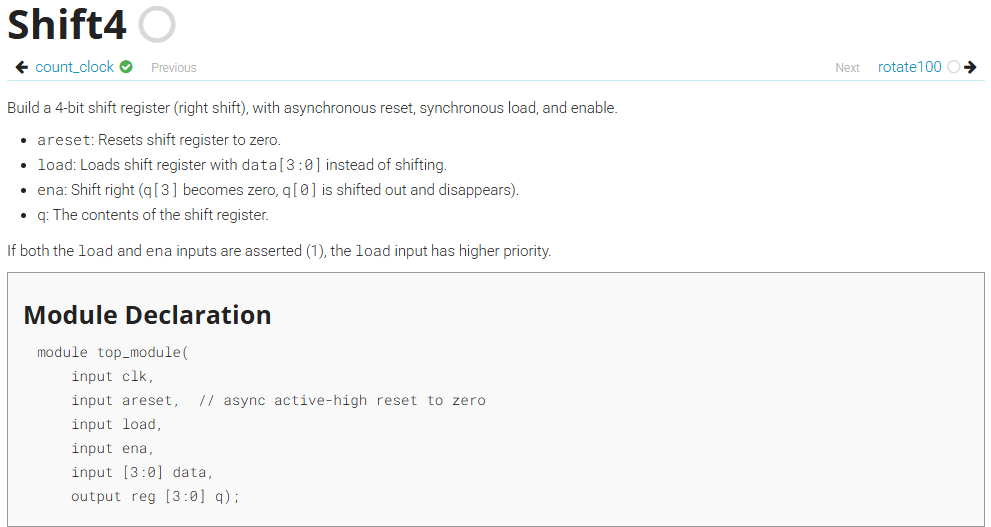 Shift4
count_clock Previous Next rotate100
Build a 4-bit shift register (right shift), with asynchronous reset, synchronous load, and enable.
areset: Resets shift register to zero.
load: Loads shift register with data[3:0] instead of shifting.
ena: Shift right (q[3] becomes zero, q[0] is shifted out and disappears).
q: The contents of the shift register.
If both the load and ena inputs are asserted (1), the load input has higher priority.
Module Declaration
module top_module(
    input clk,
    input areset,  // async active-high reset to zero
    input load,
    input ena,
    input [3:0] data,
    output reg [3:0] q);